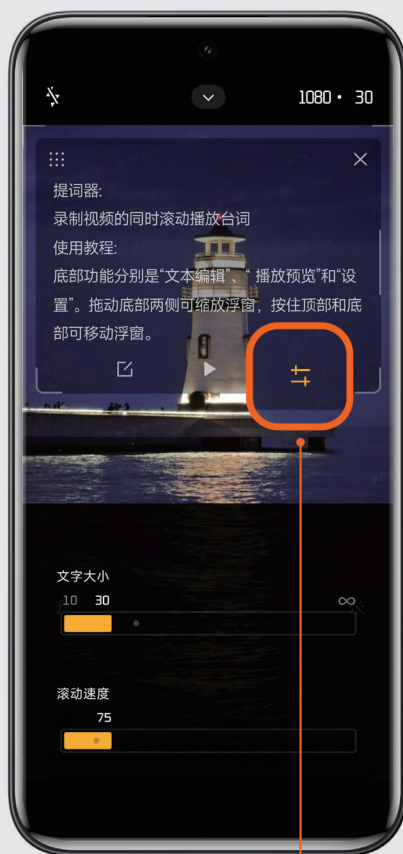 1080 · 30
提词器:
录制视频的同时滚动播放台词
使用教程:
底部功能分别是“文本编辑”、“ 播放预览”和“设
置”。拖动底部两侧可缩放浮窗，按住顶部和底
部可移动浮窗。
文字大小
10 30 ∞
滚动速度
75